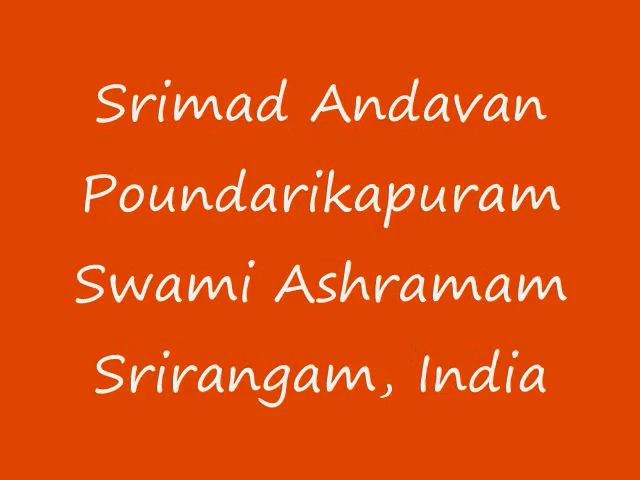 Srimad Andavan
Poundarikapuram
Swami Ashramam
Srirangam, India